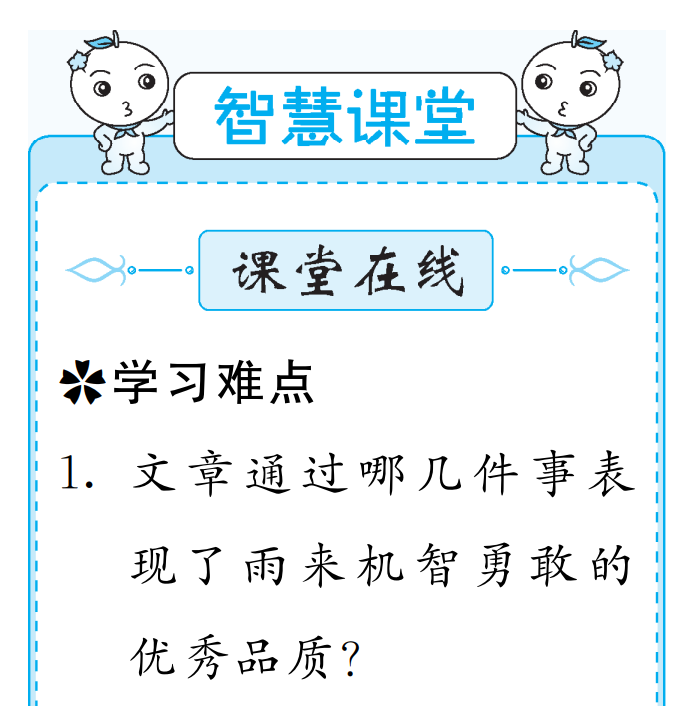 智慧课堂
课堂在线
学习难点
1. 文章通过哪几件事表
现了雨来机智勇敢的
优秀品质?